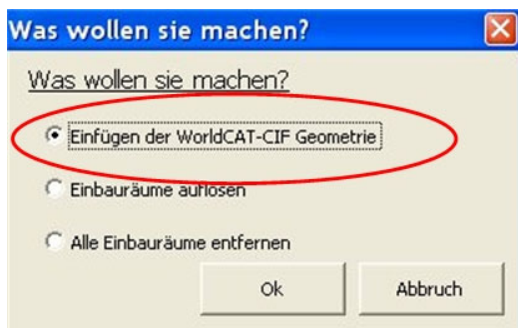 Was wollen sie machen?
Was wollen sie machen?
Einfügen der WorldCAT-CIF Geometrie
Einbauräume auflösen
Alle Einbauräume entfernen
Ok Abbruch